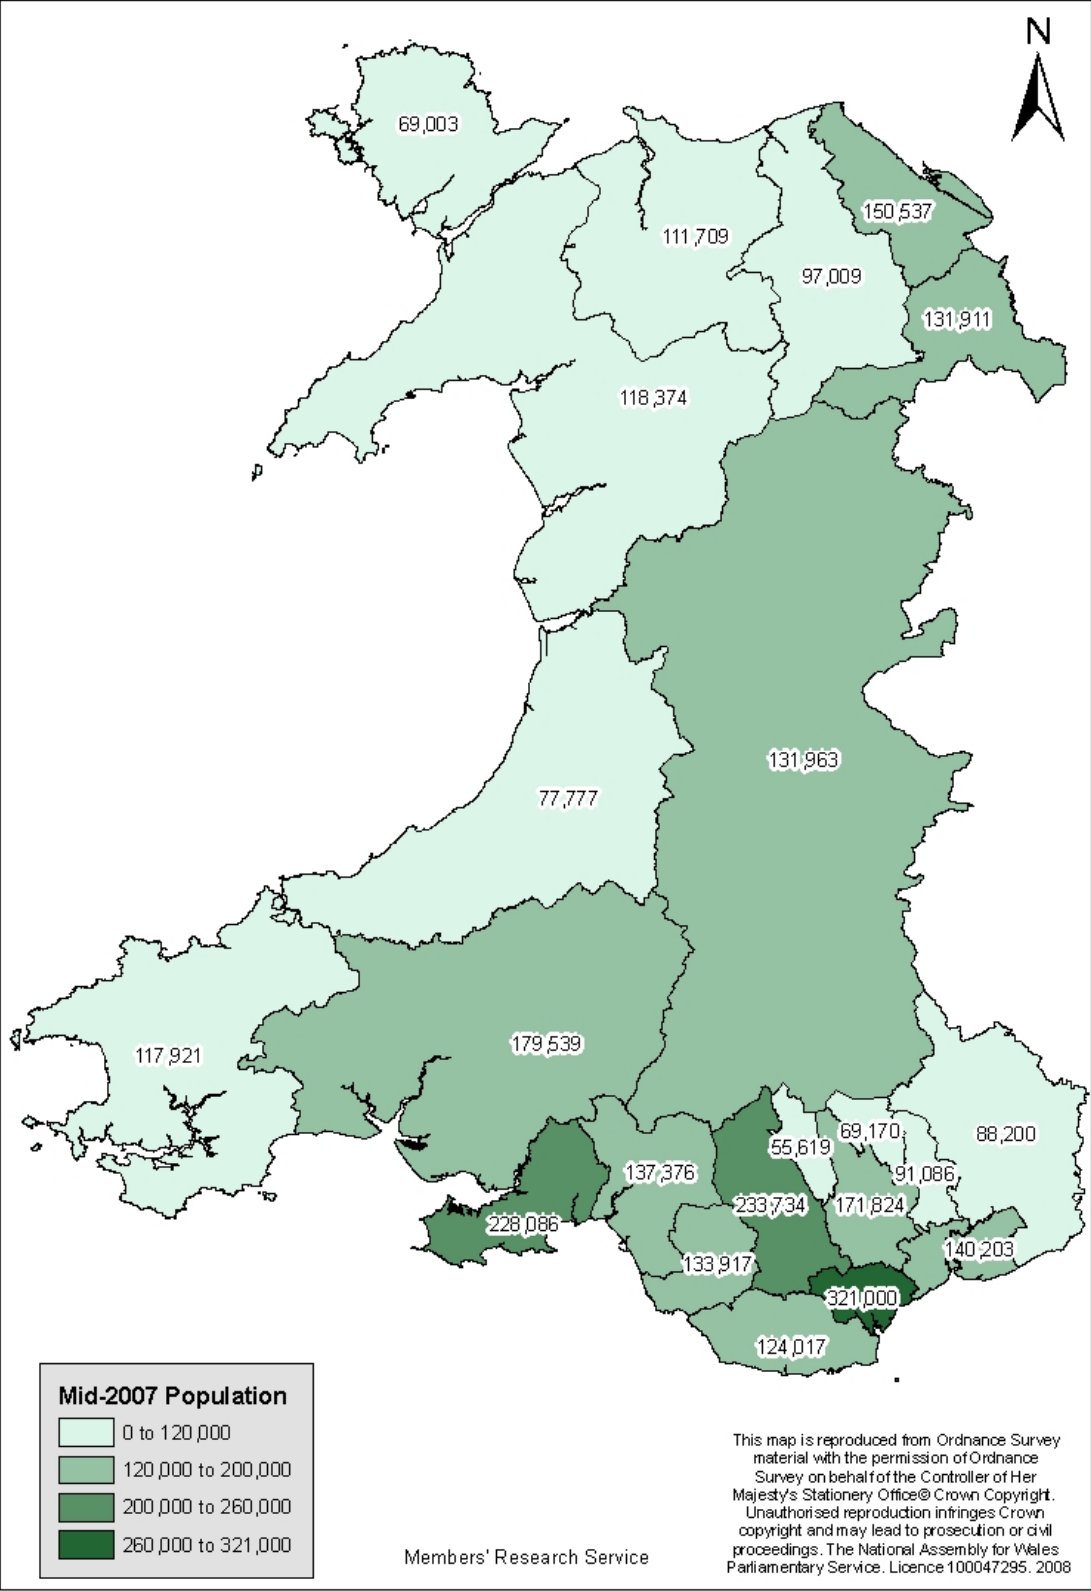 N
69,003
150,537
111,709
97,009
131,911
118,374
131,963
77,777
179,539
117,921
69,170
88,200
55,619
137,376
91,086
233,734
171,824
228,086
140,203
133,917
321,000
124,017
Mid-2007 Population
0 to 120,000
120,000 to 200,000
200,000 to 260,000
260,000 to 321,000
Members' Research Service
This map is reproduced from Ordnance Survey
material with the permission of Ordnance
Survey on behalf of the Controller of Her
Majesty's Stationery Office© Crown Copyright.
Unauthorised reproduction infringes Crown
copyright and may lead to prosecution or civil
proceedings. The National Assembly for Wales
Parliamentary Service. Licence 100047295. 2008